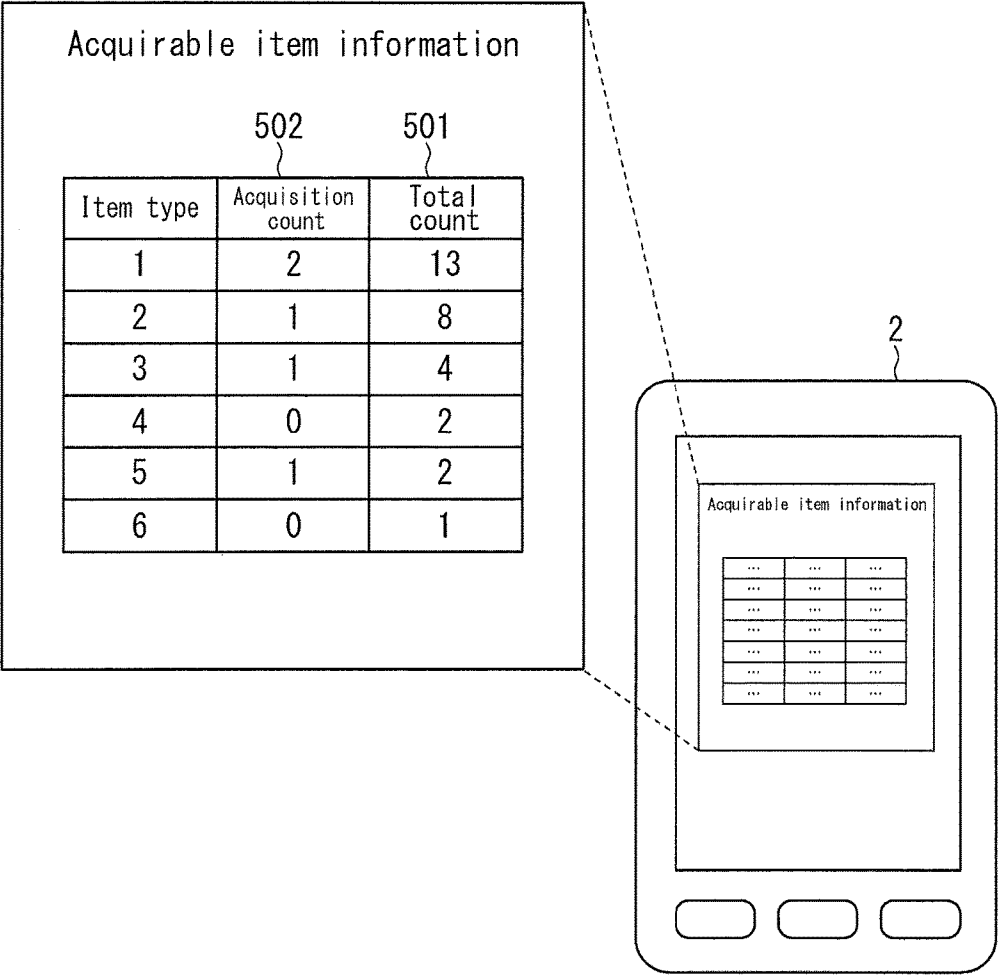 Acquirable item information
502 501
Item type Acquisition count Total count
1 2 13
2 1 8
3 1 4
4 0 2
5 1 2
6 0 1
2
Acquirable item information
... ... ...
... ... ...
... ... ...
... ... ...
... ... ...
... ... ...
... ... ...